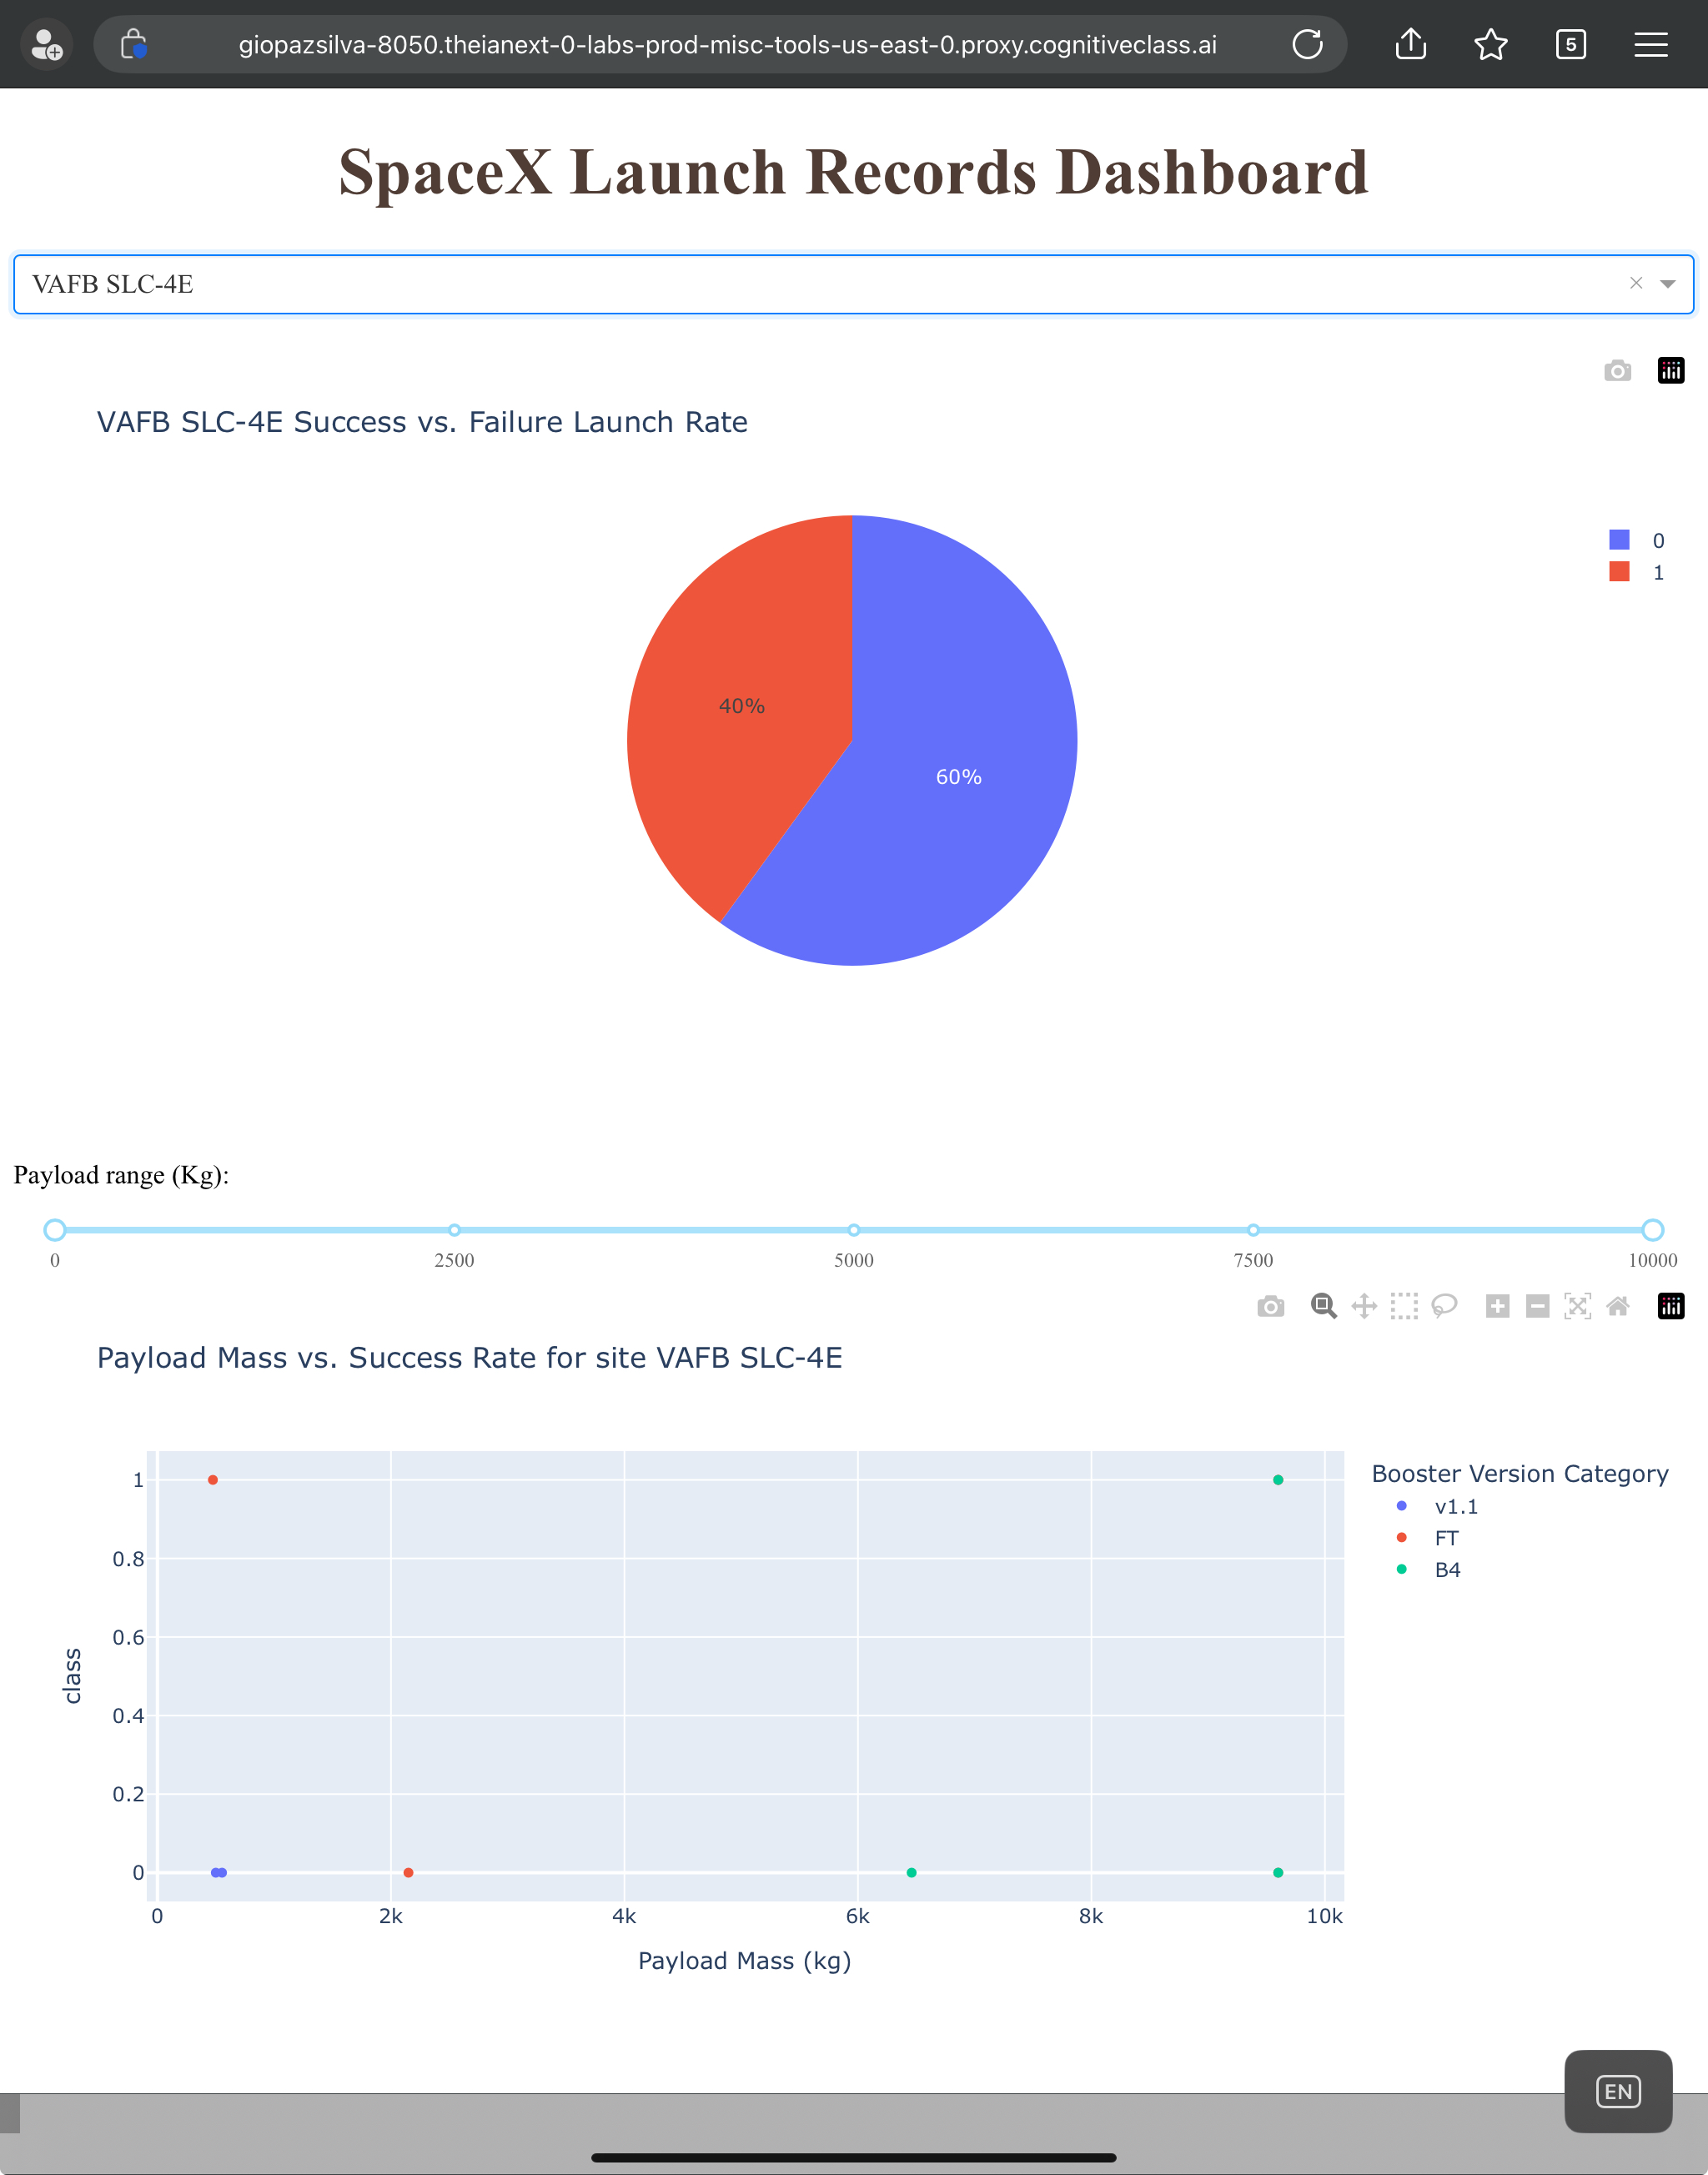 giopazsilva-8050.theianext-0-labs-prod-misc-tools-us-east-0.proxy.cognitiveclass.ai
5
SpaceX Launch Records Dashboard
VAFB SLC-4E
VAFB SLC-4E Success vs. Failure Launch Rate
0
1
40%
60%
Payload range (Kg):
0 2500 5000 7500 10000
Payload Mass vs. Success Rate for site VAFB SLC-4E
Booster Version Category
v1.1
FT
B4
1
0.8
0.6
0.4
0.2
0
class
0 2k 4k 6k 8k 10k
Payload Mass (kg)
EN